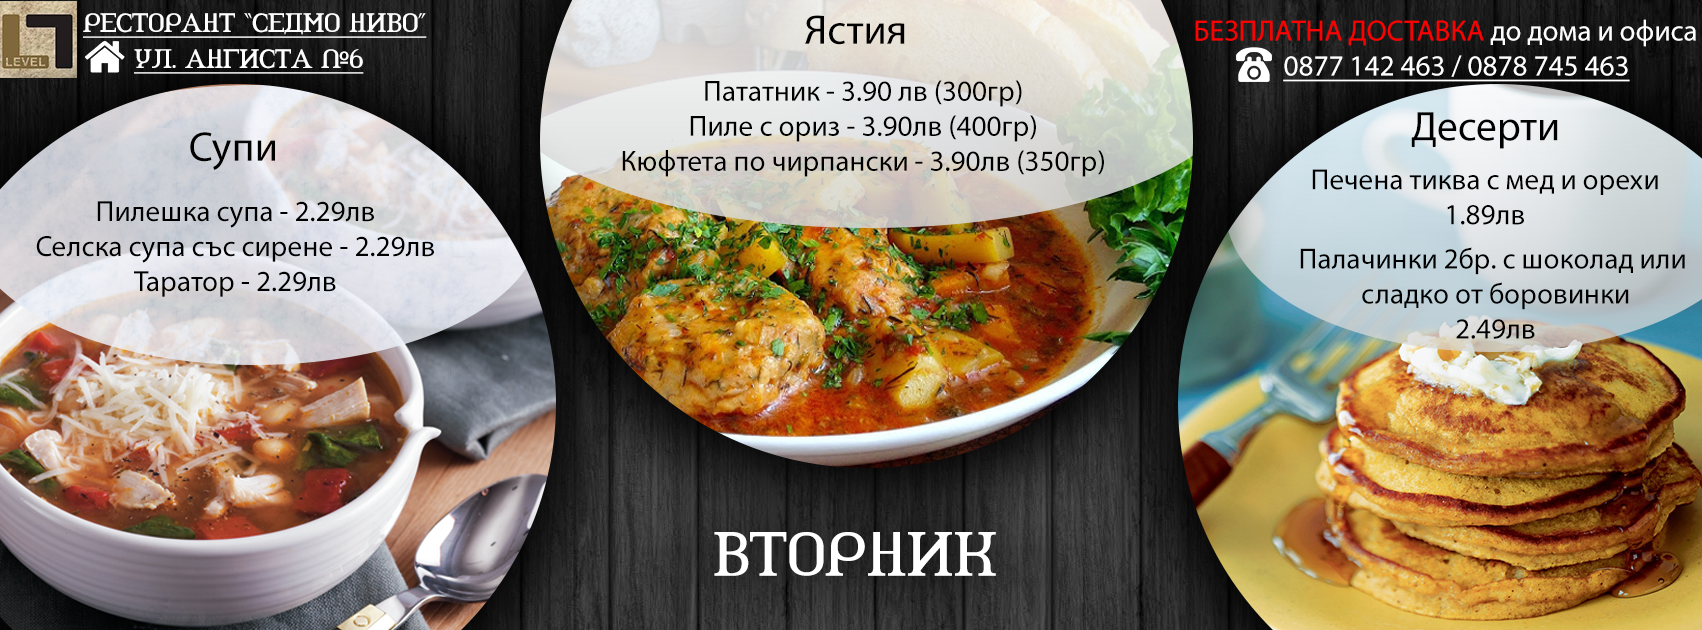 LEVEL
РЕСТОРАНТ "СЕДМО НИВО"
УЛ. АНГИСТА №6
БЕЗПЛАТНА ДОСТАВКА до дома и офиса
0877 142 463 / 0878 745 463
Супи
Пилешка супа - 2.29лв
Селска супа със сирене - 2.29лв
Таратор - 2.29лв
Ястия
Пататник - 3.90 лв (300гр)
Пиле с ориз - 3.90лв (400гр)
Кюфтета по чирпански - 3.90лв (350гр)
Десерти
Печена тиква с мед и орехи
1.89лв
Палачинки 2бр. с шоколад или
сладко от боровинки
2.49лв
ВТОРНИК